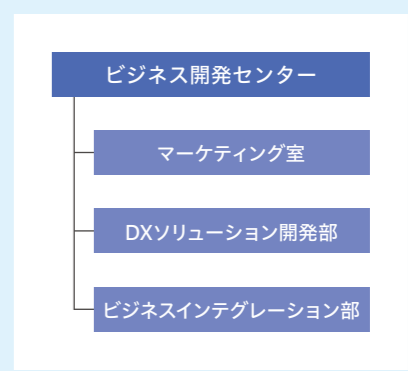 ビジネス開発センター
マーケティング室
DXソリューション開発部
ビジネスインテグレーション部